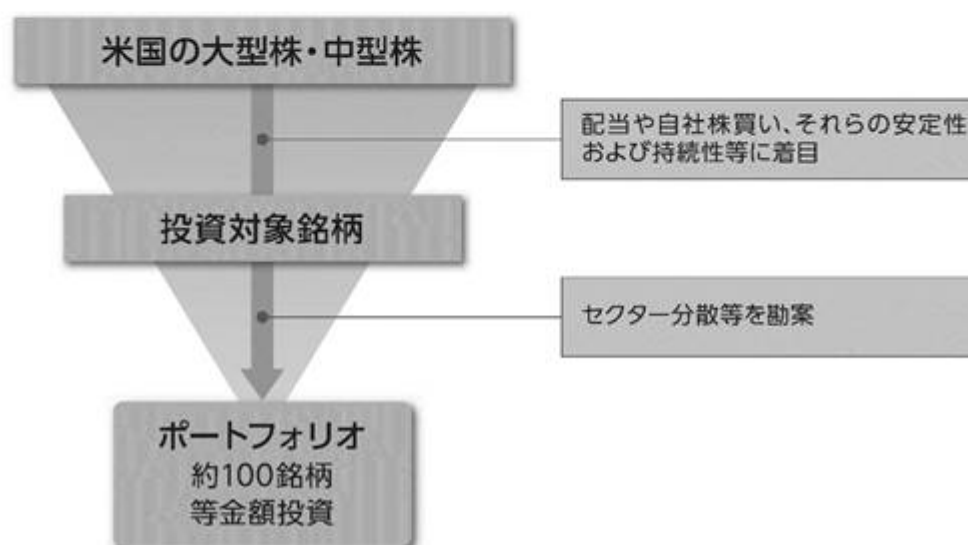 米国の大型株・中型株
配当や自社株買い、それらの安定性
および持続性等に着目
投資対象銘柄
セクター分散等を勘案
ポートフォリオ
約100銘柄
等金額投資